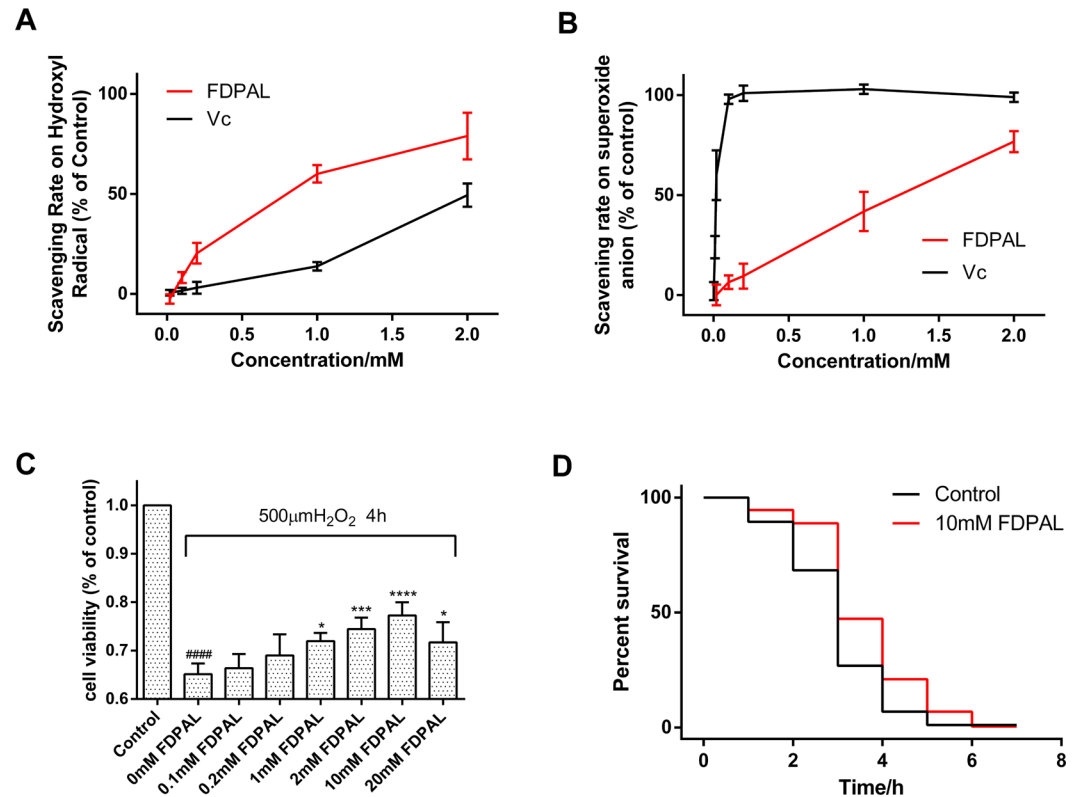 A
Scavenging Rate on Hydroxyl
Radical (% of Control)
100
50
0
FDPAL
Vc
0.0 0.5 1.0 1.5 2.0
Concentration/mM
B
Scavening rate on superoxide
anion (% of control)
100
50
0
FDPAL
Vc
0.0 0.5 1.0 1.5 2.0
Concentration/mM
C
cell viability (% of control)
1.0
0.9
0.8
0.7
0.6
500μmH₂O₂ 4h
####
*
***
****
*
Control
0mM FDPAL
0.1mM FDPAL
0.2mM FDPAL
1mM FDPAL
2mM FDPAL
10mM FDPAL
20mM FDPAL
D
Percent survival
100
50
0
Control
10mM FDPAL
0 2 4 6 8
Time/h